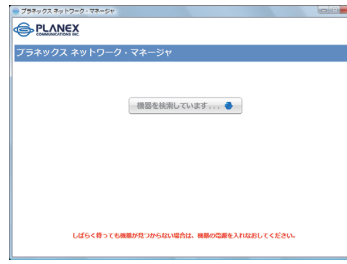 プラネックス ネットワーク・マネージャ
PLANEX
COMMUNICATIONS INC.
プラネックス ネットワーク・マネージャ
機器を検索しています...
しばらく待っても機器が見つからない場合は、機器の電源を入れなおしてください。